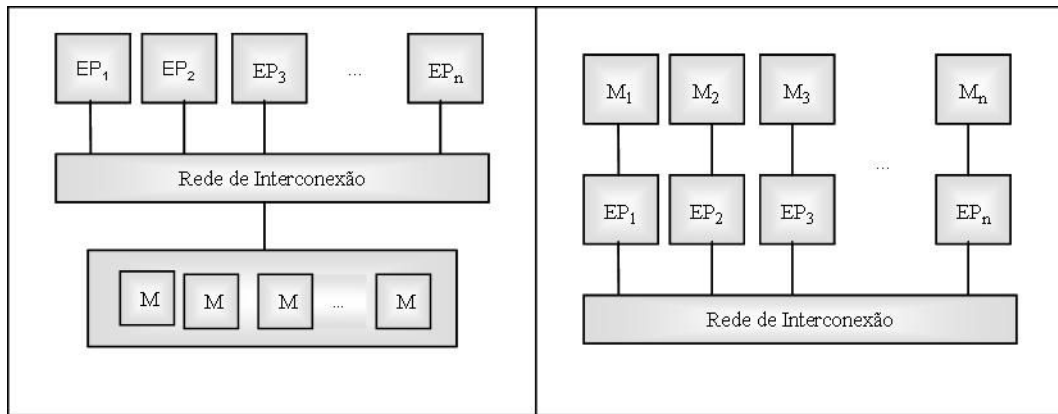 EP1 EP2 EP3 ... EPn
Rede de Interconexão
M M M ... M
M1 M2 M3 Mn
...
EP1 EP2 EP3 EPn
Rede de Interconexão